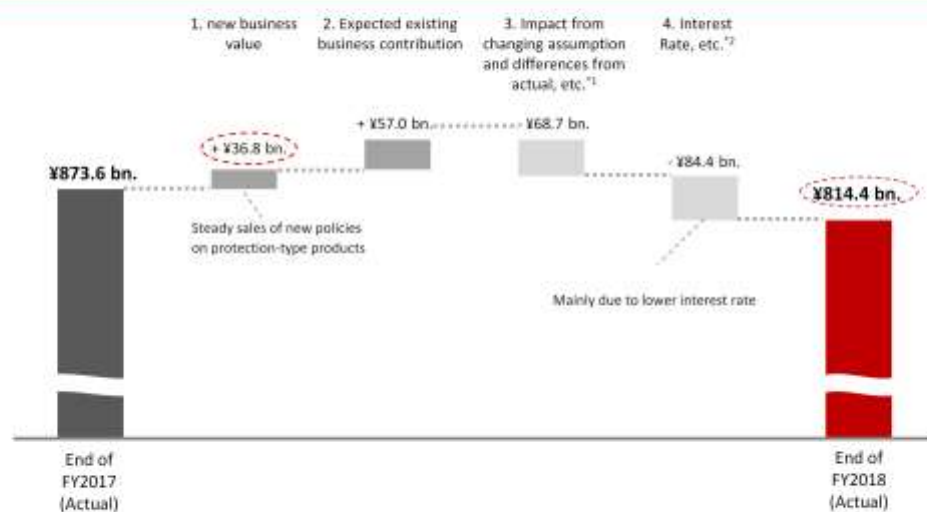 1. new business
value
2. Expected existing
business contribution
3. Impact from
changing assumption
and differences from
actual, etc.*1
4. Interest
Rate, etc.*2
+ ¥57.0 bn.
¥68.7 bn.
+ ¥36.8 bn.
- ¥84.4 bn.
¥873.6 bn.
¥814.4 bn.
Steady sales of new policies
on protection-type products
Mainly due to lower interest rate
End of
FY2017
(Actual)
End of
FY2018
(Actual)